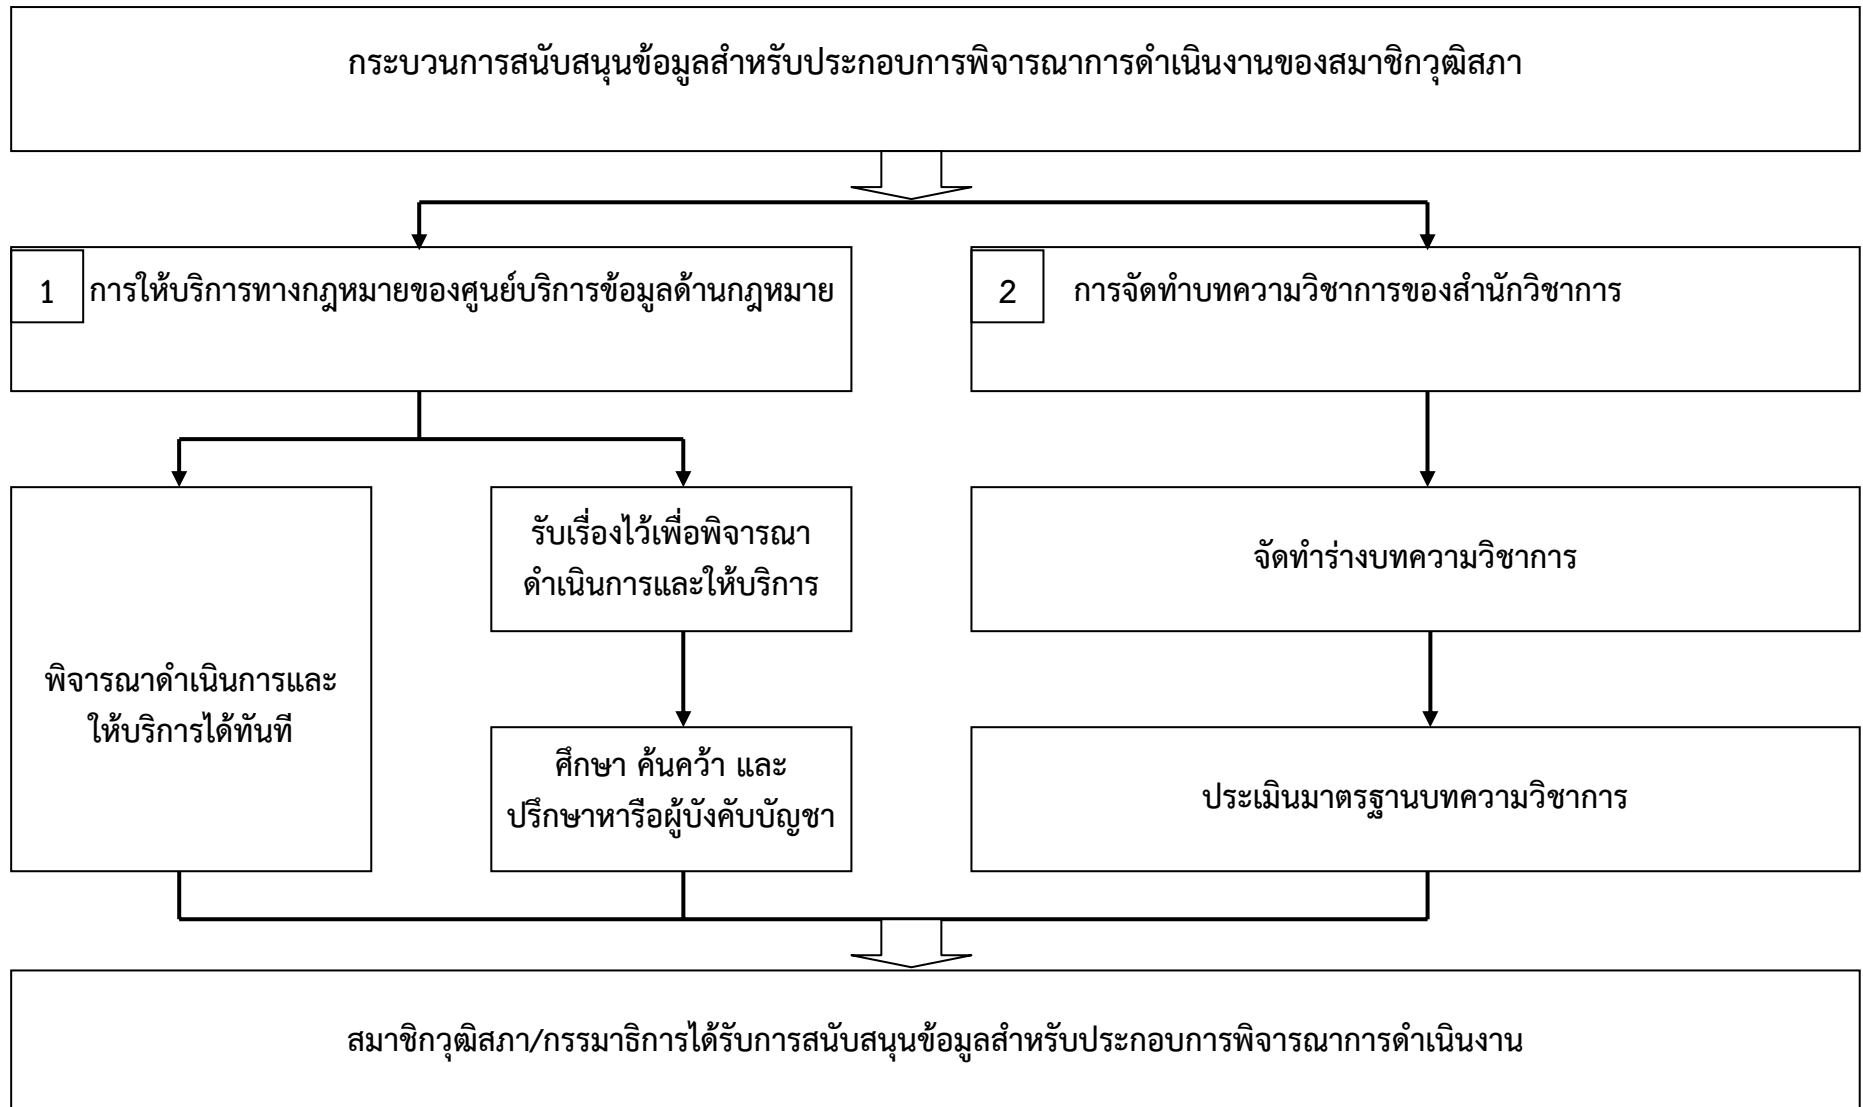 กระบวนการสนับสนุนข้อมูลสำหรับประกอบการพิจารณาการดำเนินงานของสมาชิกวุฒิสภา
1 การให้บริการทางกฎหมายของศูนย์บริการข้อมูลด้านกฎหมาย
2 การจัดทำบทความวิชาการของสำนักวิชาการ
พิจารณาดำเนินการและ
ให้บริการได้ทันที
รับเรื่องไว้เพื่อพิจารณา
ดำเนินการและให้บริการ
ศึกษา ค้นคว้า และ
ปรึกษาหารือผู้บังคับบัญชา
จัดทำร่างบทความวิชาการ
ประเมินมาตรฐานบทความวิชาการ
สมาชิกวุฒิสภา/กรรมาธิการได้รับการสนับสนุนข้อมูลสำหรับประกอบการพิจารณาการดำเนินงาน